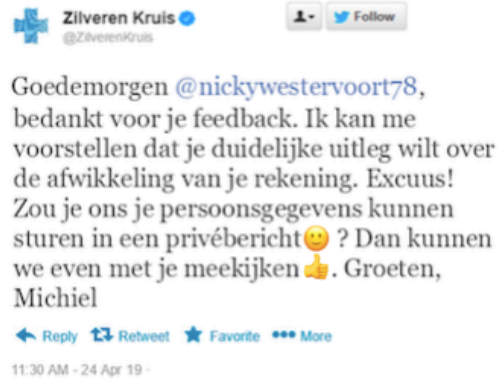 Zilveren Kruis
Follow
@ZilverenKruis
Goedemorgen @nickywestervoort78,
bedankt voor je feedback. Ik kan me
voorstellen dat je duidelijke uitleg wilt over
de afwikkeling van je rekening. Excuus!
Zou je ons je persoonsgegevens kunnen
sturen in een privébericht🙂 ? Dan kunnen
we even met je meekijken👍. Groeten,
Michiel
Reply Retweet Favorite More
11:30 AM - 24 Apr 19 ·